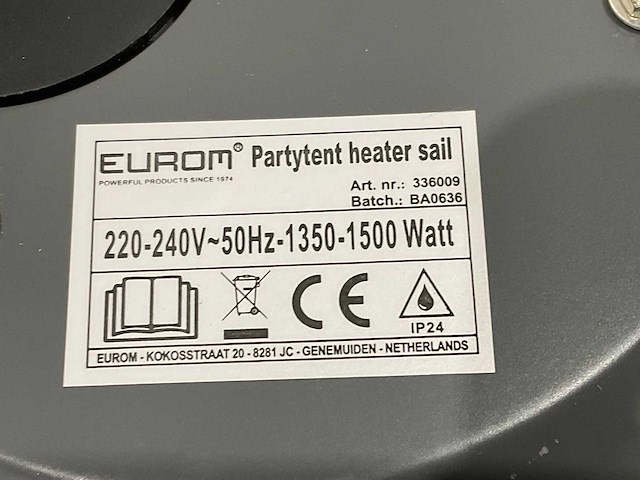 EUROM® Partytent heater sail
POWERFUL PRODUCTS SINCE 1974
Art. nr.: 336009
Batch.: BA0636
220-240V~50Hz-1350-1500 Watt
CE
IP24
EUROM - KOKOSSTRAAT 20 - 8281 JC - GENEMUIDEN - NETHERLANDS